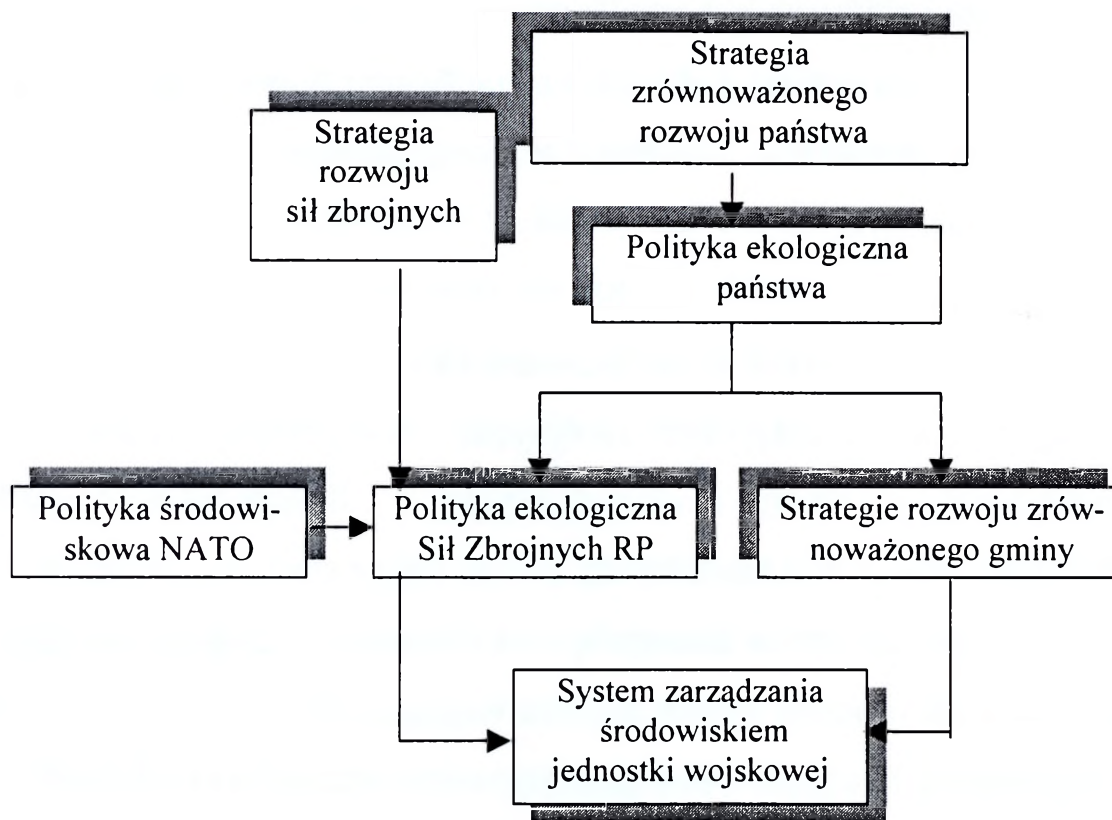 Strategia
zrównoważonego
rozwoju państwa
Strategia
rozwoju
sił zbrojnych
Polityka ekologiczna
państwa
Polityka środowi-
skowa NATO
Polityka ekologiczna
Sił Zbrojnych RP
Strategie rozwoju zrów-
noważonego gminy
System zarządzania
środowiskiem
jednostki wojskowej